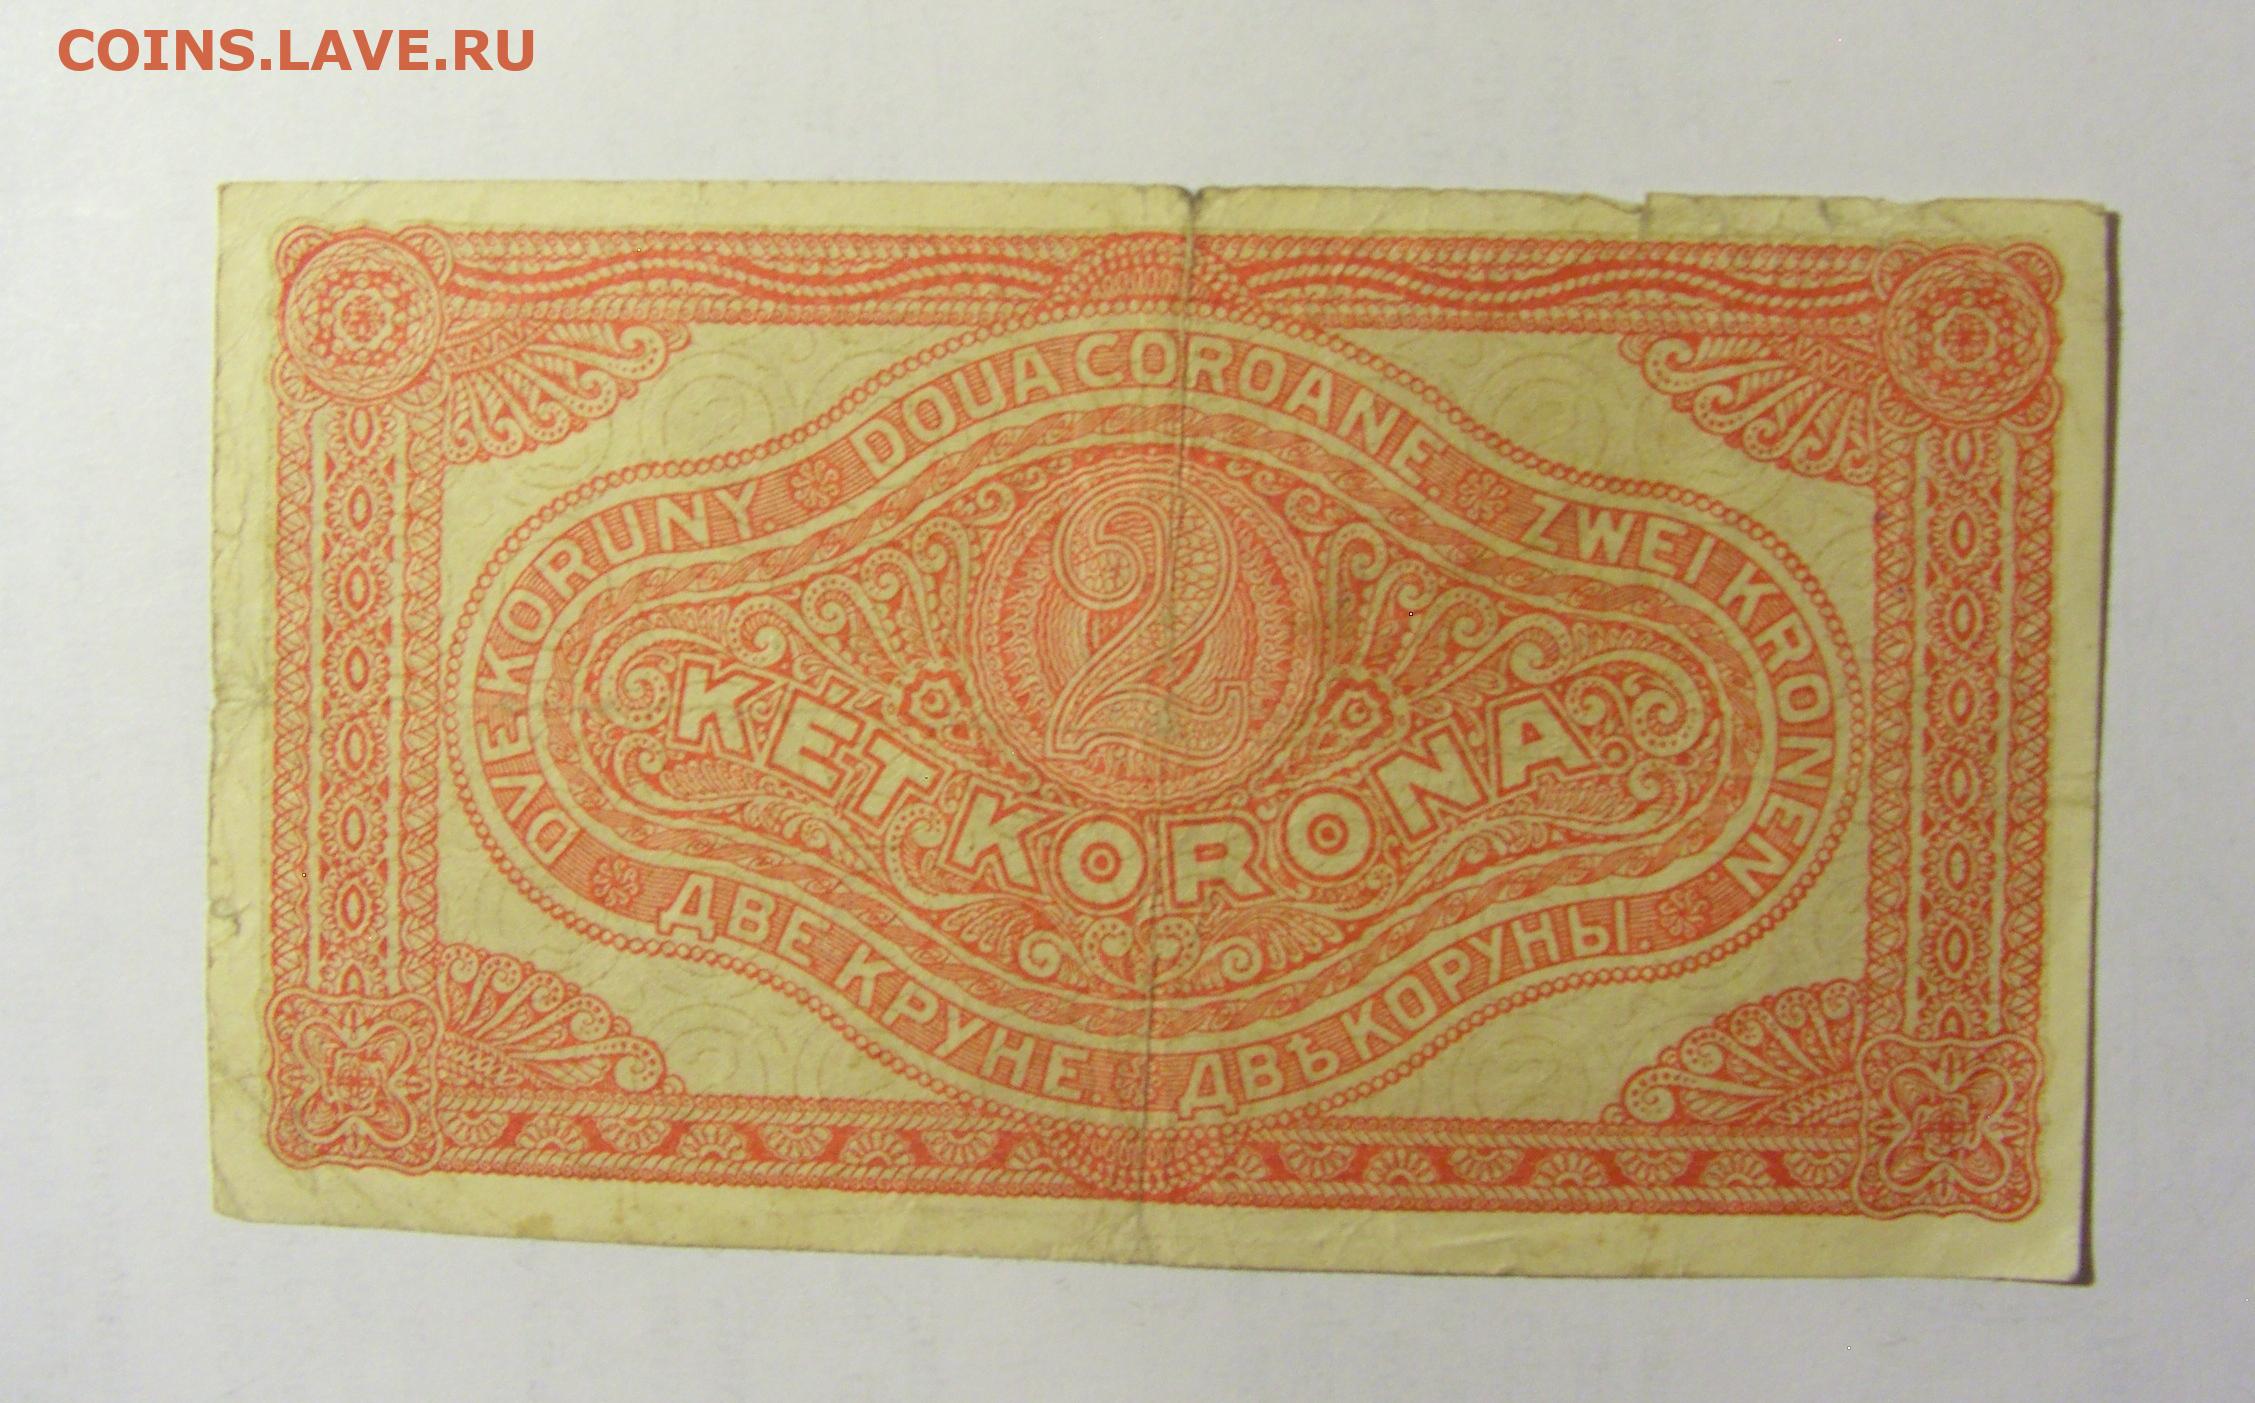 COINS.LAVE.RU
DVE KORUNY.
DOUA COROANE.
ZWEI KRONEN.
2
KÉT KORONA
ДВЕ КРУНЕ.
ДВѢ КОРУНЫ.